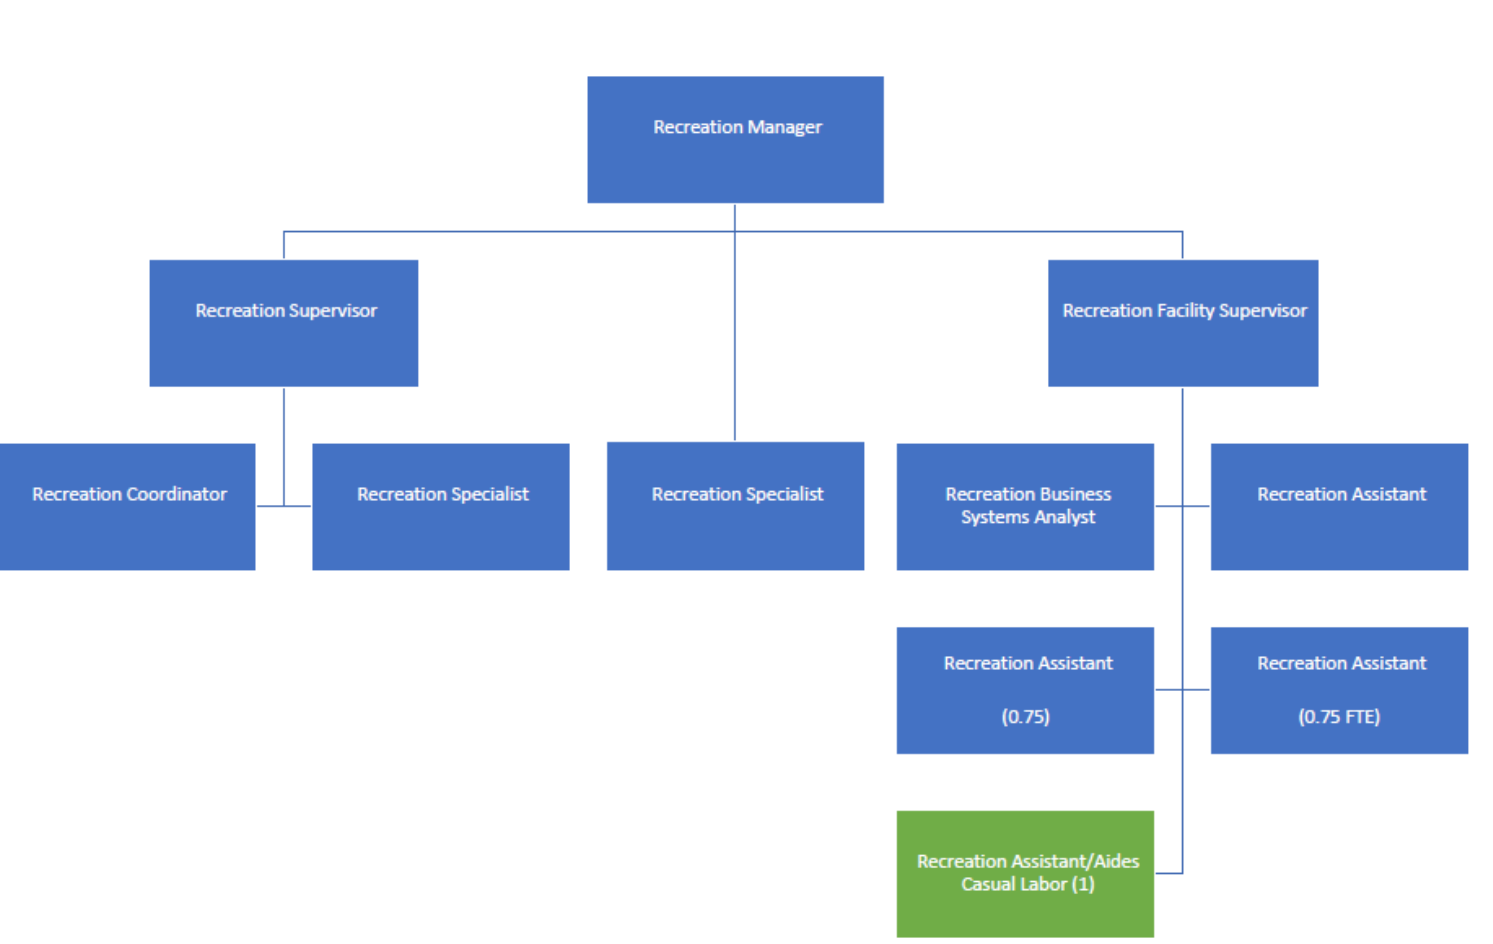 Recreation Manager
Recreation Supervisor
Recreation Facility Supervisor
Recreation Coordinator
Recreation Specialist
Recreation Specialist
Recreation Business
Systems Analyst
Recreation Assistant
Recreation Assistant
(0.75)
Recreation Assistant
(0.75 FTE)
Recreation Assistant/Aides
Casual Labor (1)